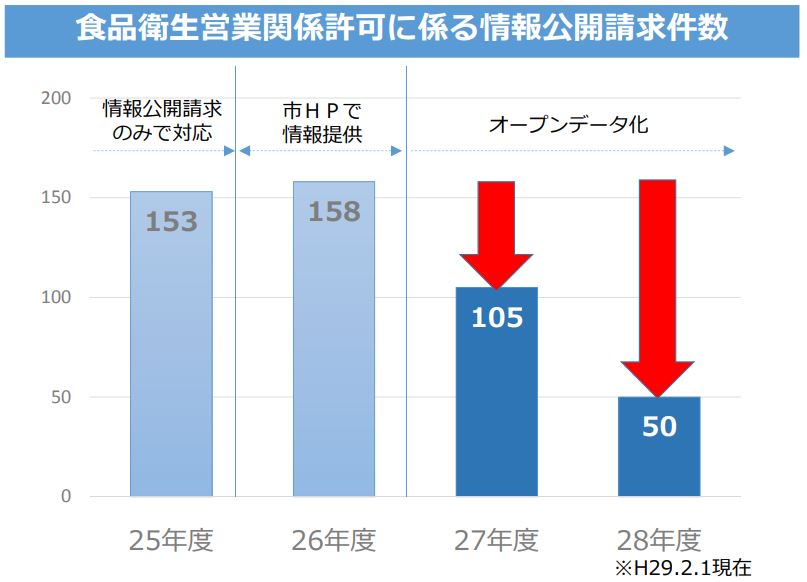 食品衛生営業関係許可に係る情報公開請求件数
200
150
100
50
0
情報公開請求
のみで対応
市ＨＰで
情報提供
オープンデータ化
153
158
105
50
25年度
26年度
27年度
28年度
※H29.2.1現在